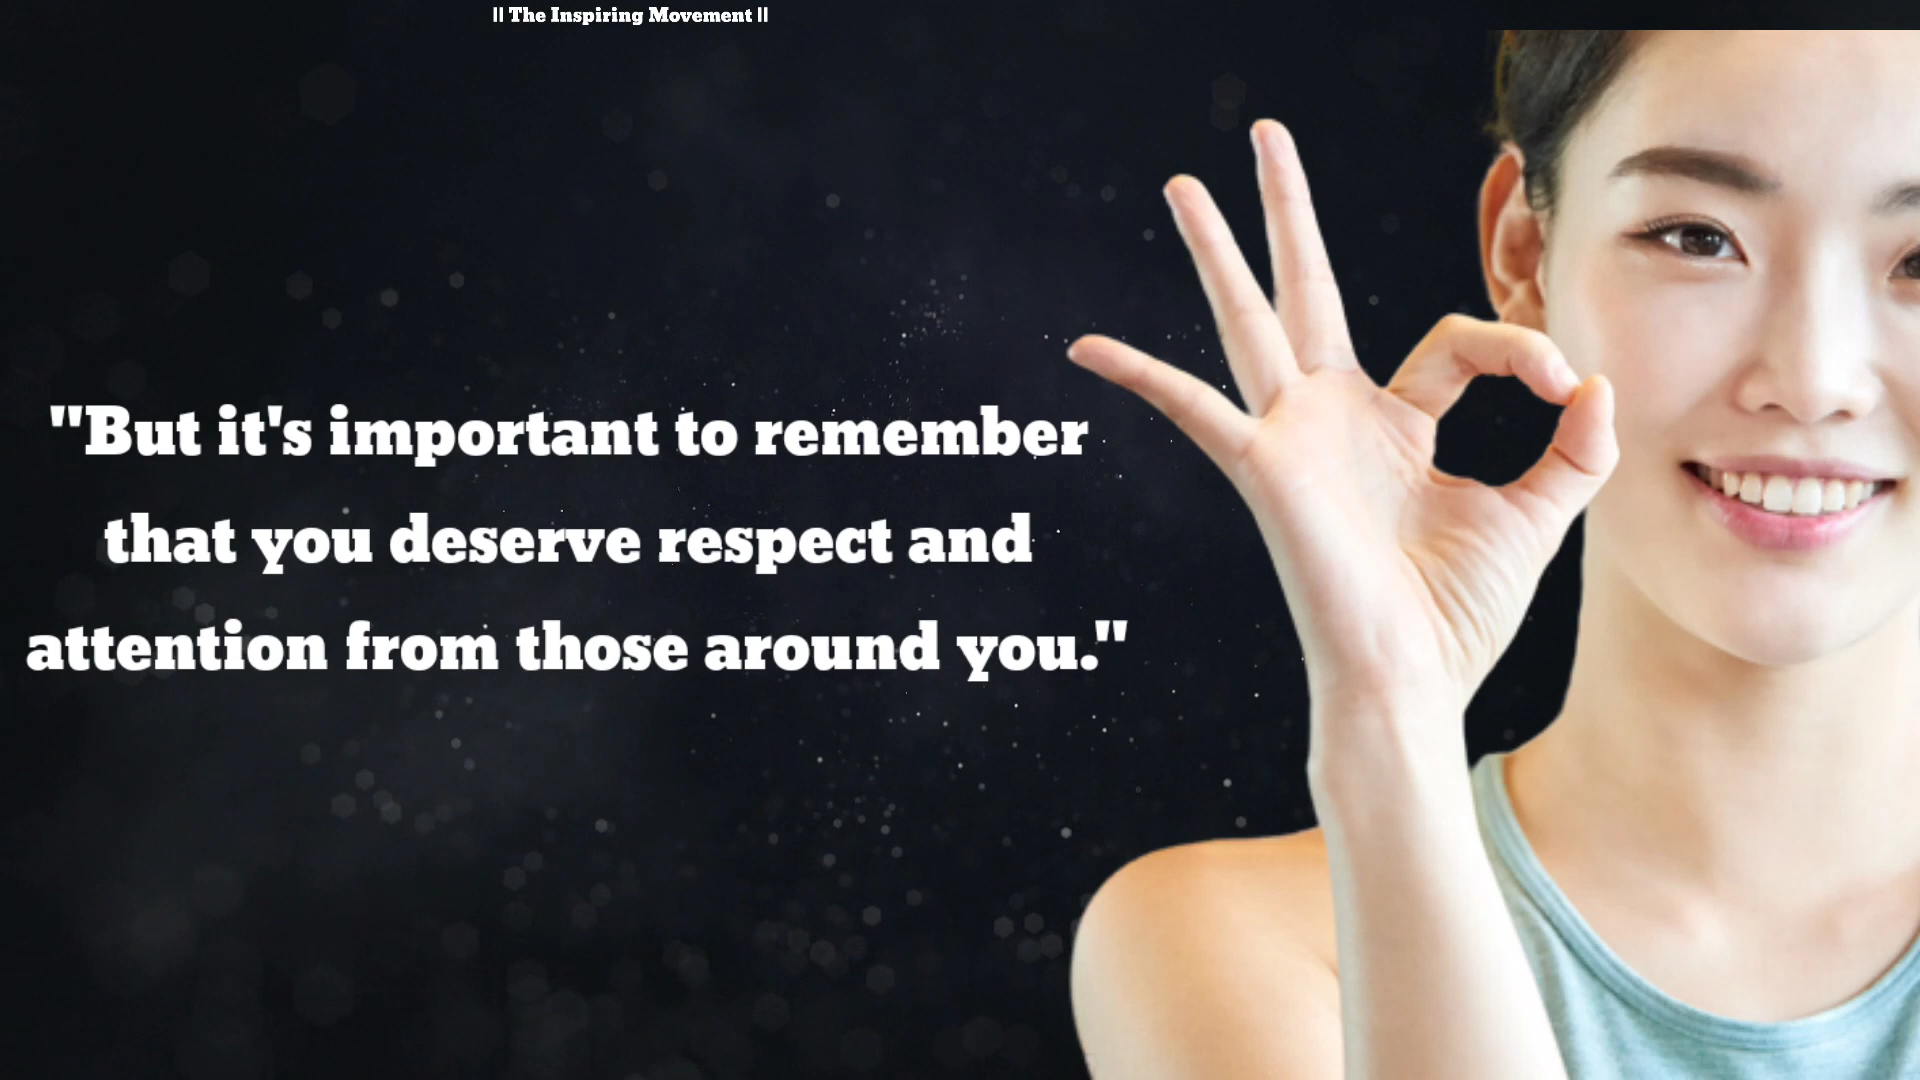 || The Inspiring Movement ||
"But it's important to remember
that you deserve respect and
attention from those around you."